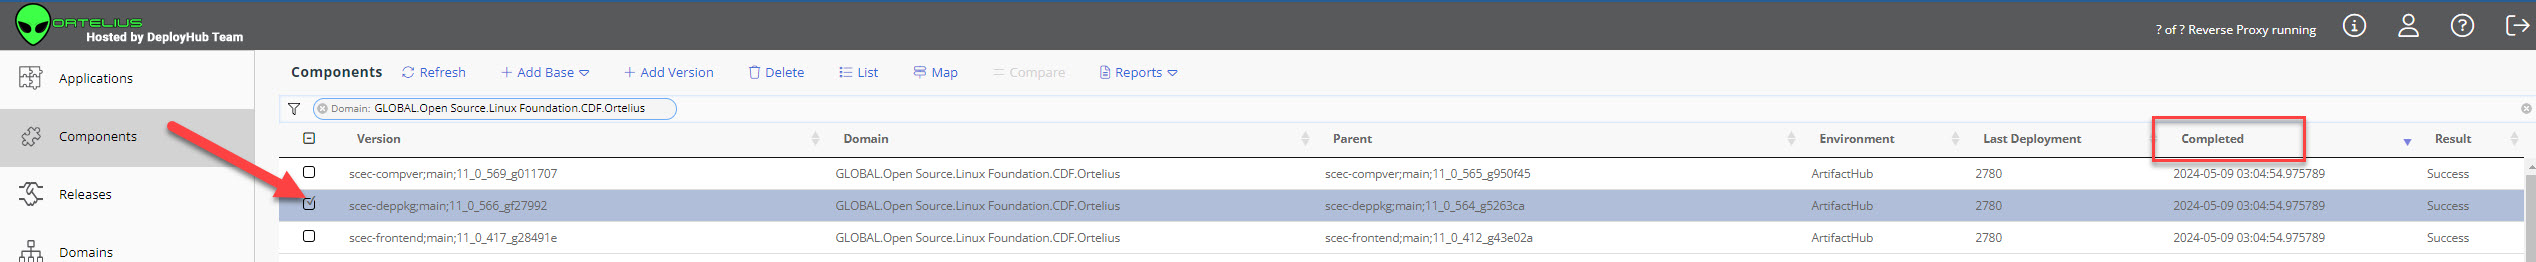 ORTELIUS
Hosted by DeployHub Team
? of ? Reverse Proxy running
Applications
Components
Releases
Domains
Components Refresh Add Base Add Version Delete List Map Compare Reports
Domain: GLOBAL.Open Source.Linux Foundation.CDF.Ortelius
Version Domain Parent Environment Last Deployment Completed Result
scec-compver;main;11_0_569_g011707 GLOBAL.Open Source.Linux Foundation.CDF.Ortelius scec-compver;main;11_0_565_g950f45 ArtifactHub 2780 2024-05-09 03:04:54.975789 Success
scec-deppkg;main;11_0_566_gf27992 GLOBAL.Open Source.Linux Foundation.CDF.Ortelius scec-deppkg;main;11_0_564_g5263ca ArtifactHub 2780 2024-05-09 03:04:54.975789 Success
scec-frontend;main;11_0_417_g28491e GLOBAL.Open Source.Linux Foundation.CDF.Ortelius scec-frontend;main;11_0_412_g43e02a ArtifactHub 2780 2024-05-09 03:04:54.975789 Success